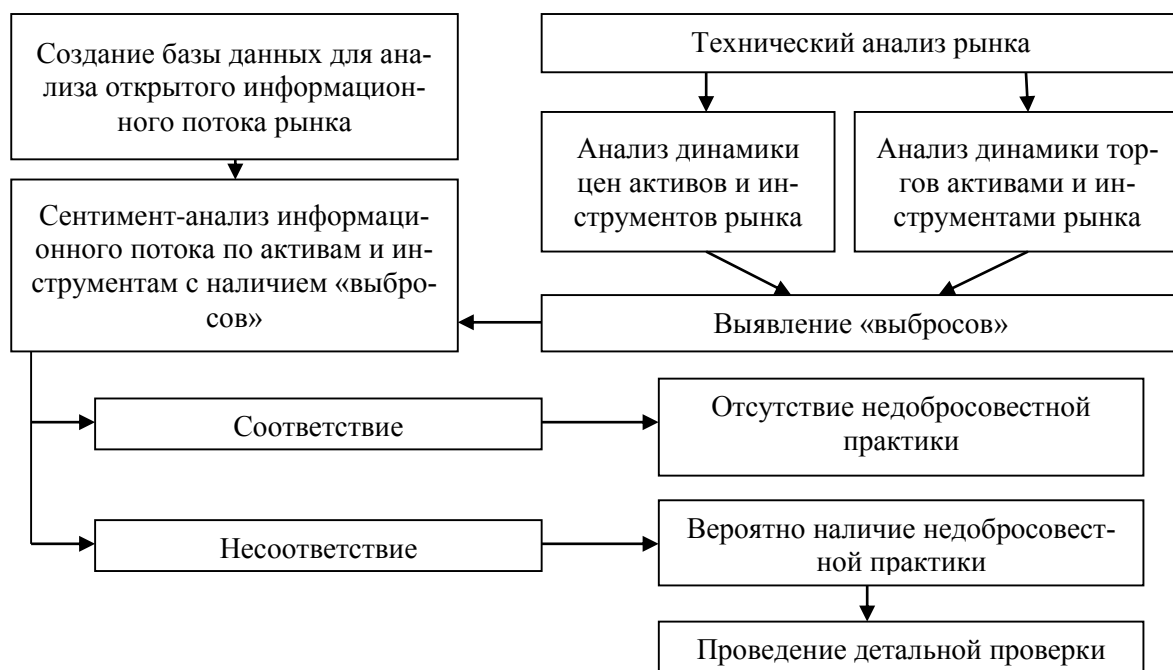 Создание базы данных для ана-
лиза открытого информацион-
ного потока рынка
Технический анализ рынка
Анализ динамики
цен активов и ин-
струментов рынка
Анализ динамики тор-
гов активами и ин-
струментами рынка
Сентимент-анализ информаци-
онного потока по активам и ин-
струментам с наличием «выбро-
сов»
Выявление «выбросов»
Соответствие
Отсутствие недобросовестной
практики
Несоответствие
Вероятно наличие недобросовест-
ной практики
Проведение детальной проверки